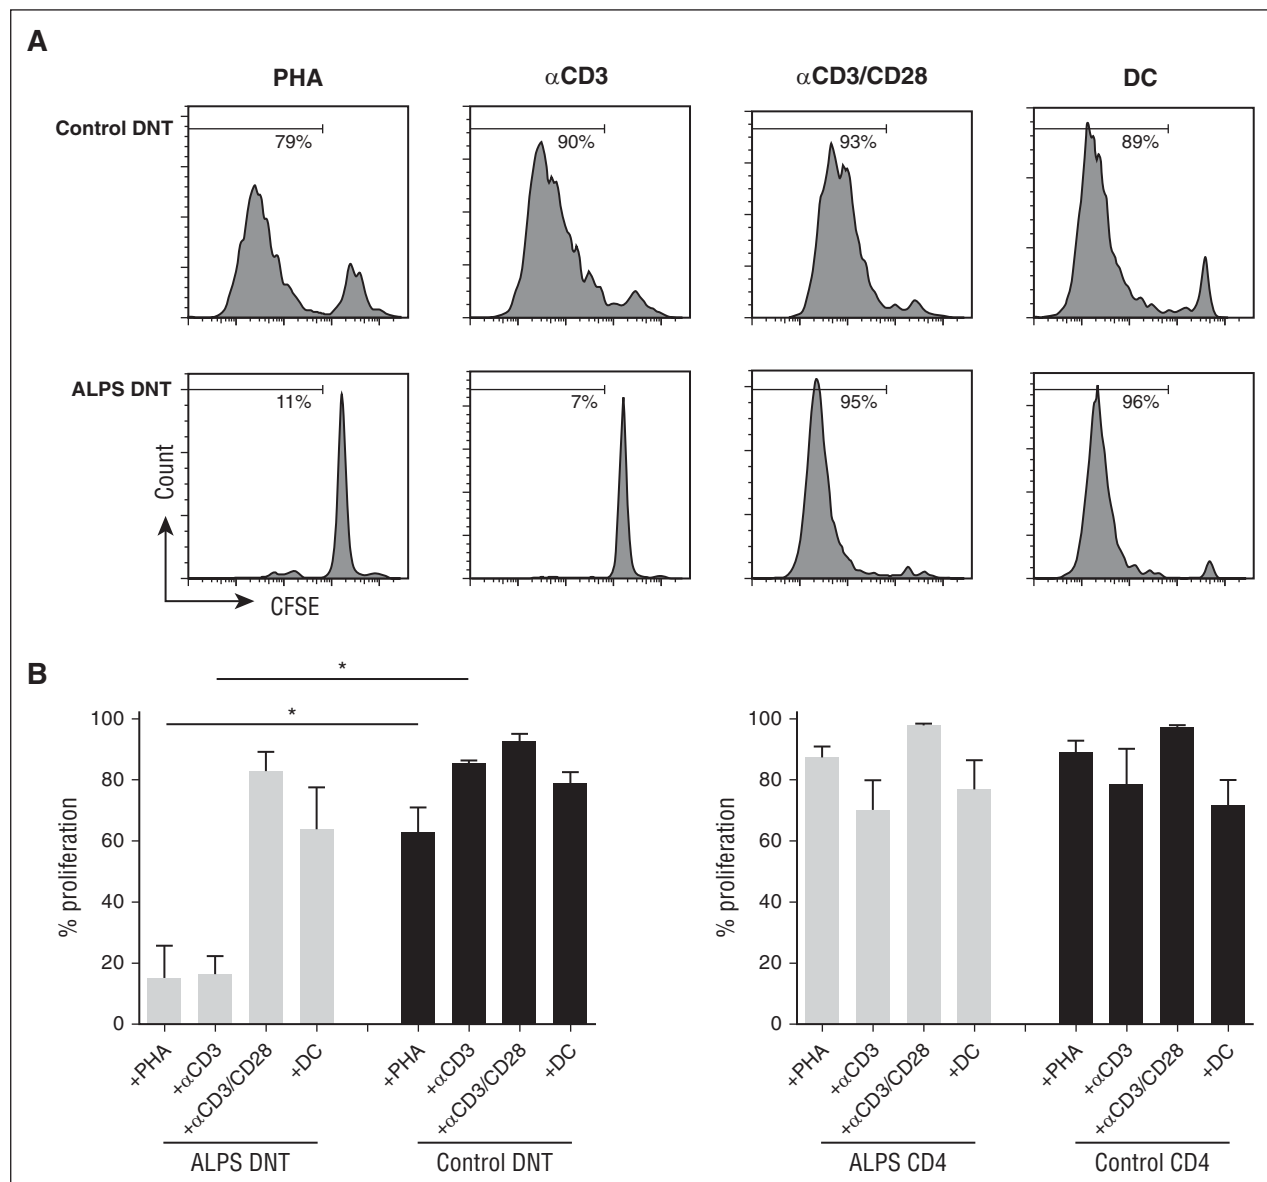 A
PHA
αCD3
αCD3/CD28
DC
Control DNT
79%
90%
93%
89%
ALPS DNT
11%
7%
95%
96%
Count
CFSE
B
*
*
% proliferation
100
80
60
40
20
0
+PHA
+αCD3
+αCD3/CD28
+DC
+PHA
+αCD3
+αCD3/CD28
+DC
ALPS DNT
Control DNT
% proliferation
100
80
60
40
20
0
+PHA
+αCD3
+αCD3/CD28
+DC
+PHA
+αCD3
+αCD3/CD28
+DC
ALPS CD4
Control CD4